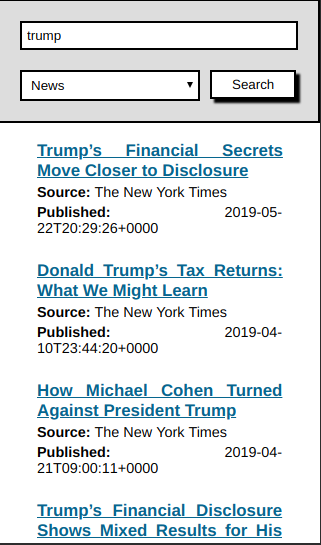 trump
News
Search
Trump’s Financial Secrets
Move Closer to Disclosure
Source: The New York Times
Published: 2019-05-
22T20:29:26+0000
Donald Trump’s Tax Returns:
What We Might Learn
Source: The New York Times
Published: 2019-04-
10T23:44:20+0000
How Michael Cohen Turned
Against President Trump
Source: The New York Times
Published: 2019-04-
21T09:00:11+0000
Trump’s Financial Disclosure
Shows Mixed Results for His